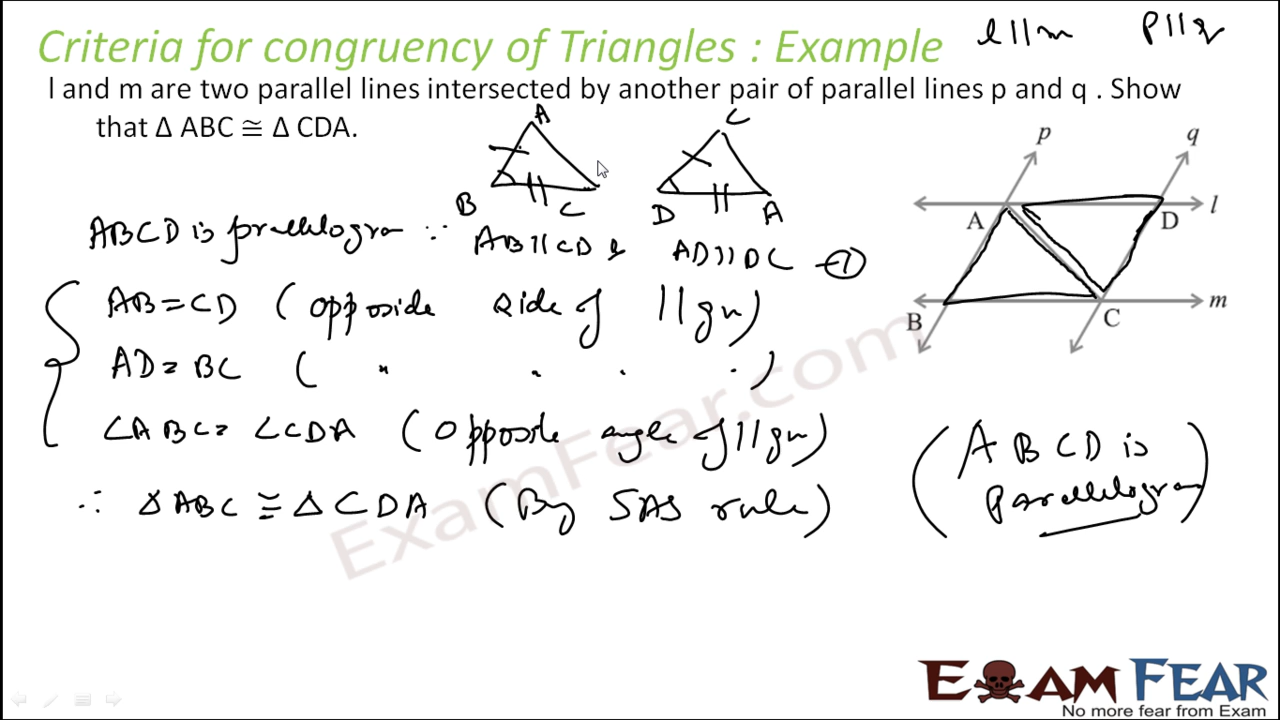 Criteria for congruency of Triangles : Example
l||m p||q
l and m are two parallel lines intersected by another pair of parallel lines p and q . Show
that Δ ABC ≅ Δ CDA.
A
B
C
C
D
A
p
q
A
D
l
B
C
m
ABCD is ∵ AB||CD & AD||DC —①
AB=CD (opposide side of ||gm)
AD=BC ( " " " " )
∠ABC= ∠CDA (opposite angle of ||gm)
∴ ΔABC ≅ ΔCDA (By SAS rule)
(ABCD is
Parallelogram)
ExamFear.com
EXAM FEAR
No more fear from Exam